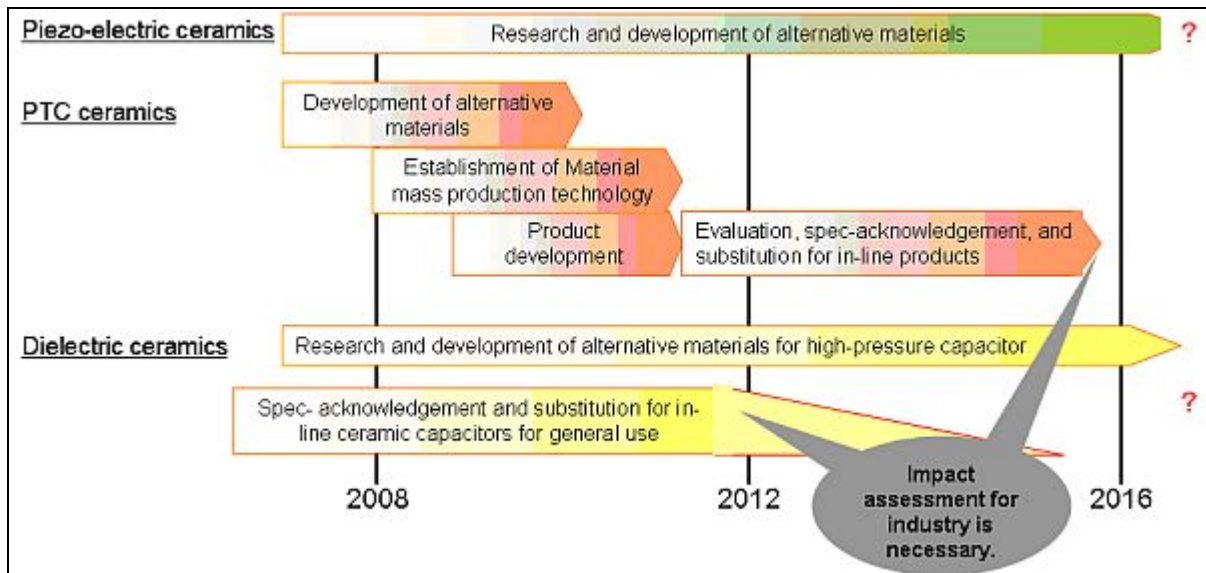 Piezo-electric ceramics
Research and development of alternative materials
?
PTC ceramics
Development of alternative
materials
Establishment of Material
mass production technology
Product
development
Evaluation, spec-acknowledgement, and
substitution for in-line products
Dielectric ceramics
Research and development of alternative materials for high-pressure capacitor
Spec- acknowledgement and substitution for in-
line ceramic capacitors for general use
?
Impact
assessment for
industry is
necessary.
2008
2012
2016